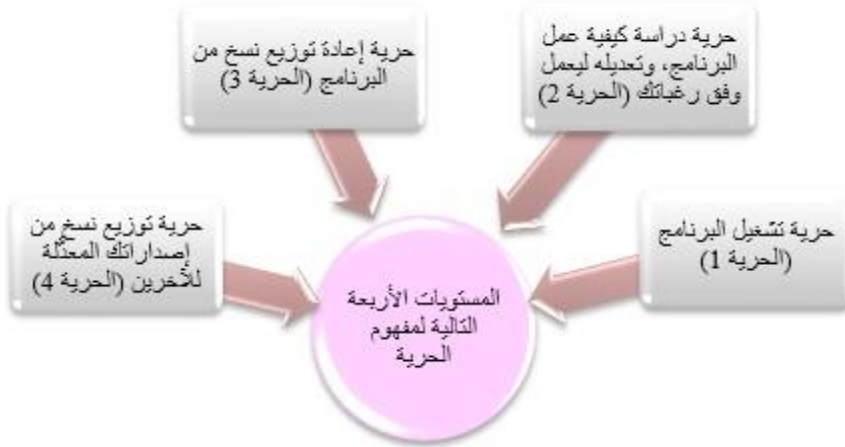 حرية دراسة كيفية عمل
البرنامج، وتعديله ليعمل
وفق رغباتك (الحرية 2)
حرية إعادة توزيع نسخ من
البرنامج (الحرية 3)
حرية تشغيل البرنامج
(الحرية 1)
حرية توزيع نسخ من
إصداراتك المعدّلة
للآخرين (الحرية 4)
المستويات الأربعة
التالية لمفهوم
الحرية